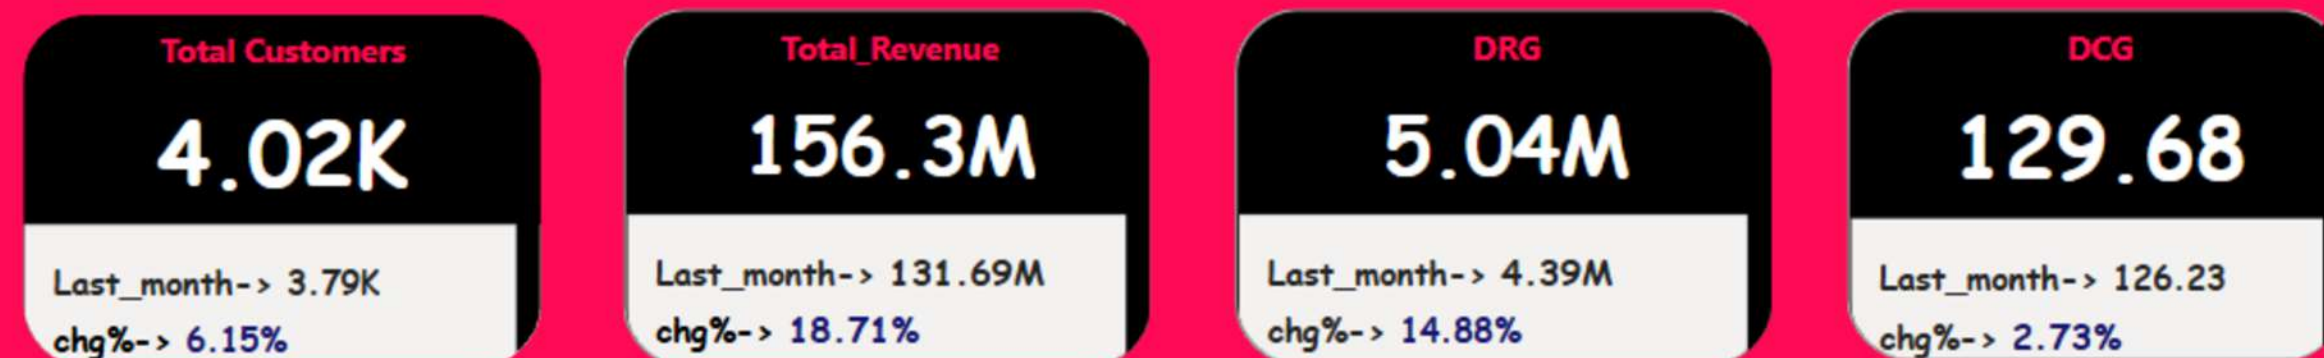 Total Customers
4.02K
Last_month-> 3.79K
chg%-> 6.15%
Total_Revenue
156.3M
Last_month-> 131.69M
chg%-> 18.71%
DRG
5.04M
Last_month-> 4.39M
chg%-> 14.88%
DCG
129.68
Last_month-> 126.23
chg%-> 2.73%